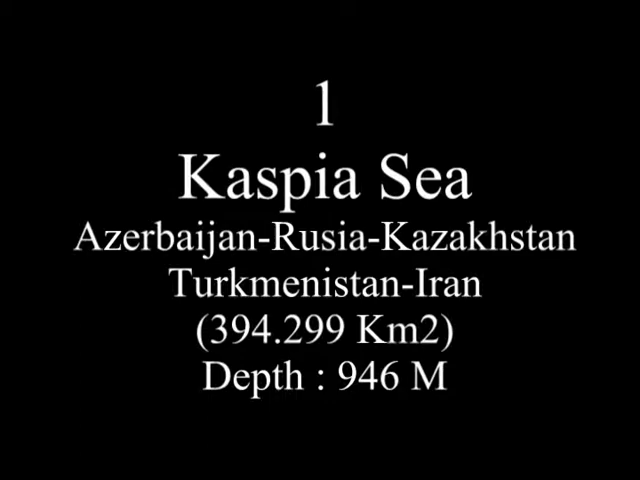 1
Kaspia Sea
Azerbaijan-Rusia-Kazakhstan
Turkmenistan-Iran
(394.299 Km2)
Depth : 946 M